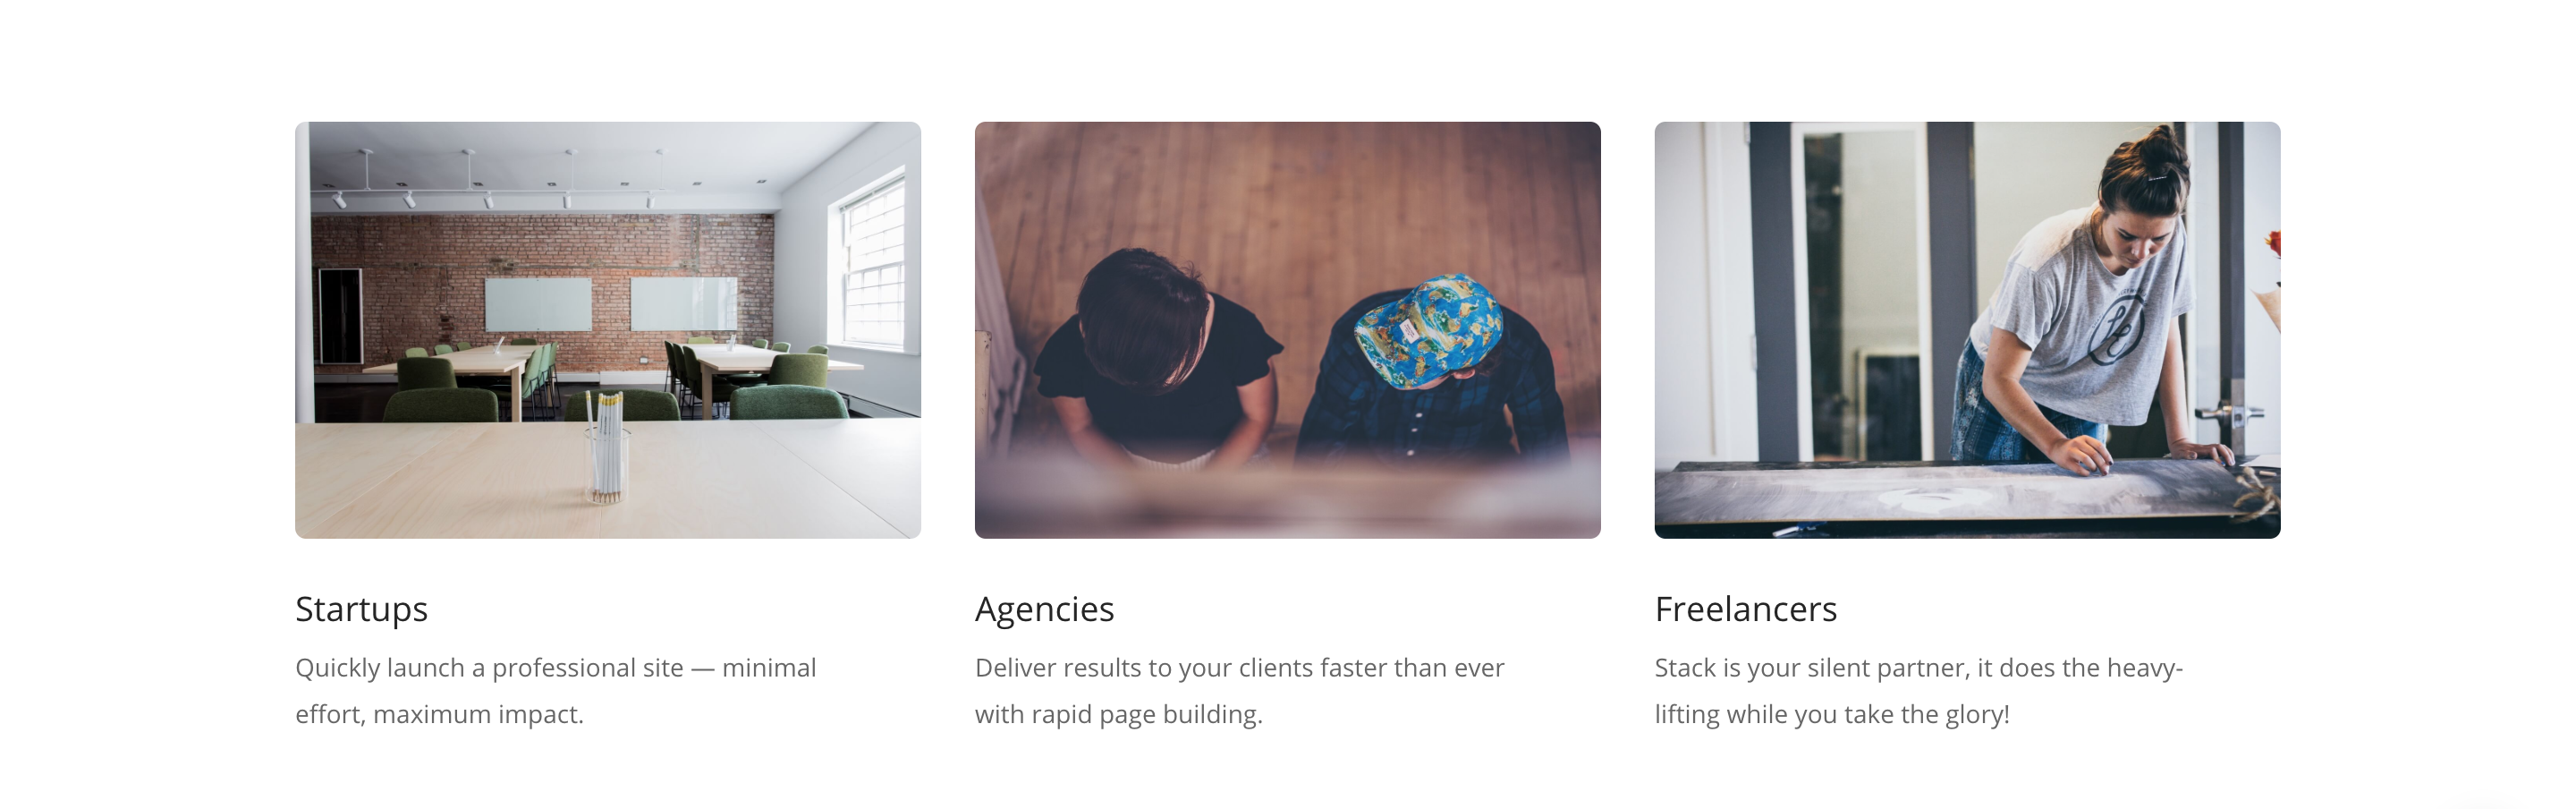 Startups
Quickly launch a professional site — minimal
effort, maximum impact.
Agencies
Deliver results to your clients faster than ever
with rapid page building.
Freelancers
Stack is your silent partner, it does the heavy-
lifting while you take the glory!